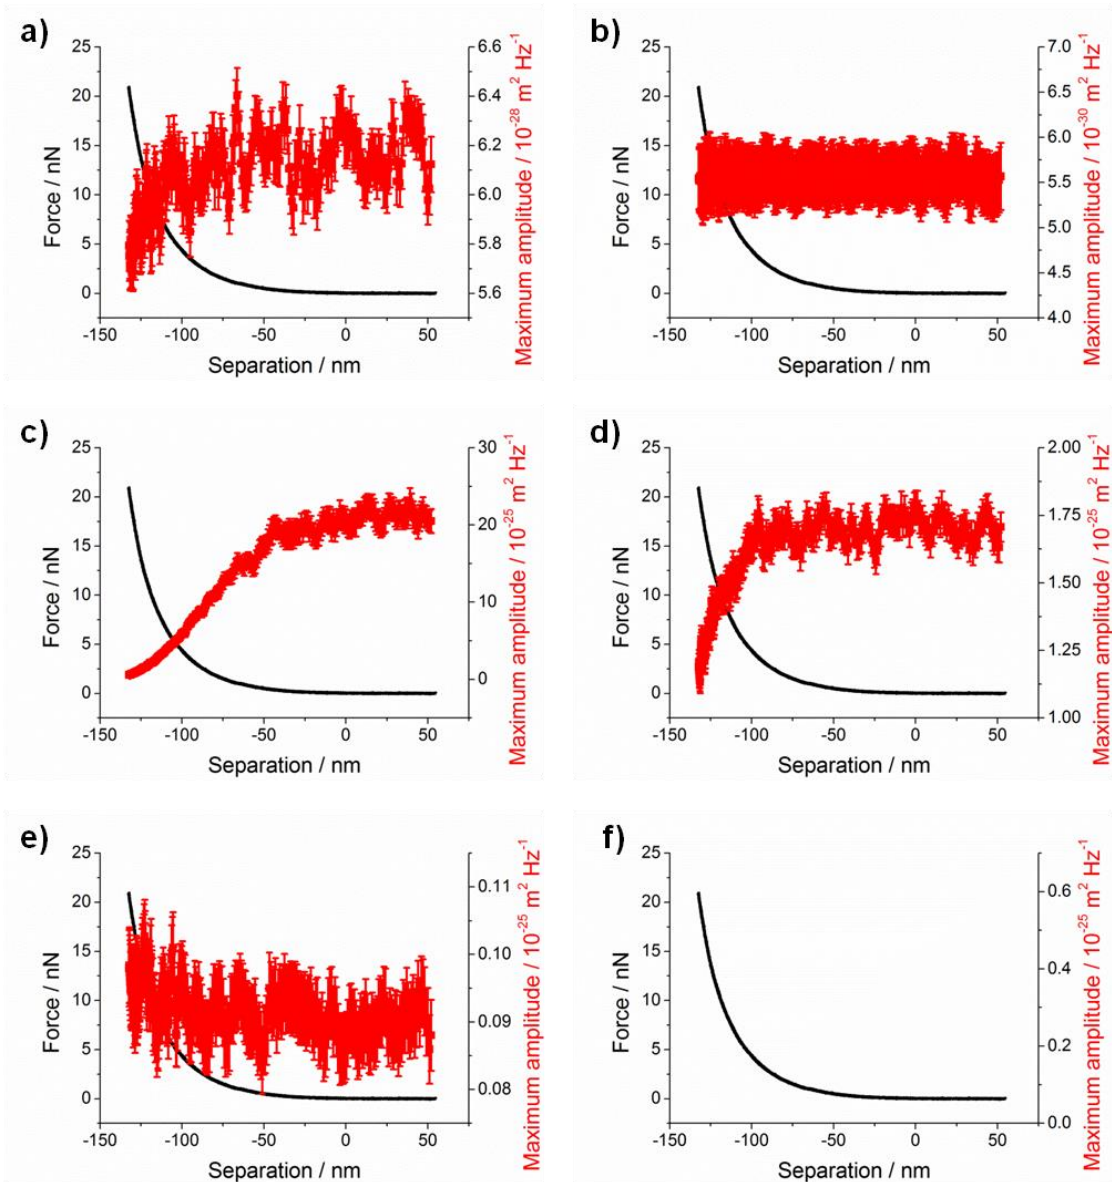 a)
Force / nN
25
20
15
10
5
0
-150 -100 -50 0 50
Separation / nm
6.6
6.4
6.2
6.0
5.8
5.6
Maximum amplitude / 10⁻²⁸ m² Hz⁻¹
b)
Force / nN
25
20
15
10
5
0
-150 -100 -50 0 50
Separation / nm
7.0
6.5
6.0
5.5
5.0
4.5
4.0
Maximum amplitude / 10⁻³⁰ m² Hz⁻¹
c)
Force / nN
25
20
15
10
5
0
-150 -100 -50 0 50
Separation / nm
30
20
10
0
Maximum amplitude / 10⁻²⁵ m² Hz⁻¹
d)
Force / nN
25
20
15
10
5
0
-150 -100 -50 0 50
Separation / nm
2.00
1.75
1.50
1.25
1.00
Maximum amplitude / 10⁻²⁵ m² Hz⁻¹
e)
Force / nN
25
20
15
10
5
0
-150 -100 -50 0 50
Separation / nm
0.11
0.10
0.09
0.08
Maximum amplitude / 10⁻²⁵ m² Hz⁻¹
f)
Force / nN
25
20
15
10
5
0
-150 -100 -50 0 50
Separation / nm
0.6
0.4
0.2
0.0
Maximum amplitude / 10⁻²⁵ m² Hz⁻¹